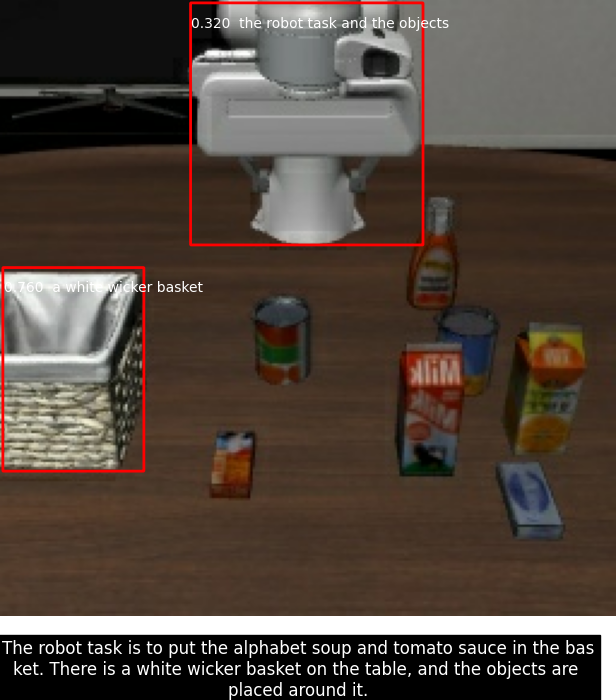 0.320 the robot task and the objects
0.760 a white wicker basket
Milk
Milk
The robot task is to put the alphabet soup and tomato sauce in the bas
ket. There is a white wicker basket on the table, and the objects are
placed around it.